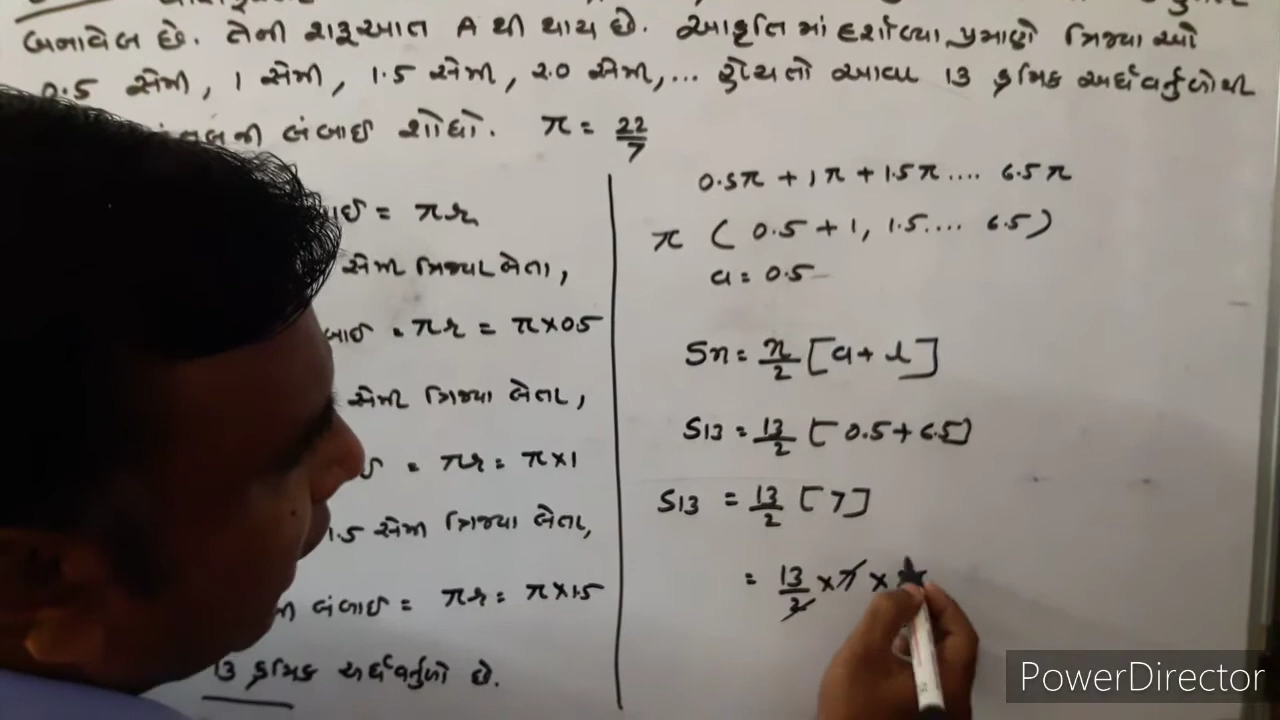 બનાવેલ છે. તેની શરૂઆત A થી થાય છે. આકૃતિ માં દર્શાવ્યા પ્રમાણે ત્રિજ્યા ઓ
0.5 સેમી, 1 સેમી, 1.5 સેમી, 2.0 સેમી,... હોય તો આવા 13 ક્રમિક અર્ધવર્તુળોથી
લંબાઈ શોધો. π = 22/7
= πr
સેમી ત્રિજ્યા લેતા,
= πr = π×0.5
સેમી ત્રિજ્યા લેતા,
= πr = π×1
1.5 સેમી ત્રિજ્યા લેતા,
લંબાઈ = πr = π×1.5
13 ક્રમિક અર્ધવર્તુળો છે.
0.5π + 1π + 1.5π .... 6.5π
π ( 0.5 + 1, 1.5.... 6.5)
a = 0.5
Sn = n/2 [a + l]
S13 = 13/2 [0.5 + 6.5]
S13 = 13/2 [7]
= 13/2 × 7 ×
PowerDirector